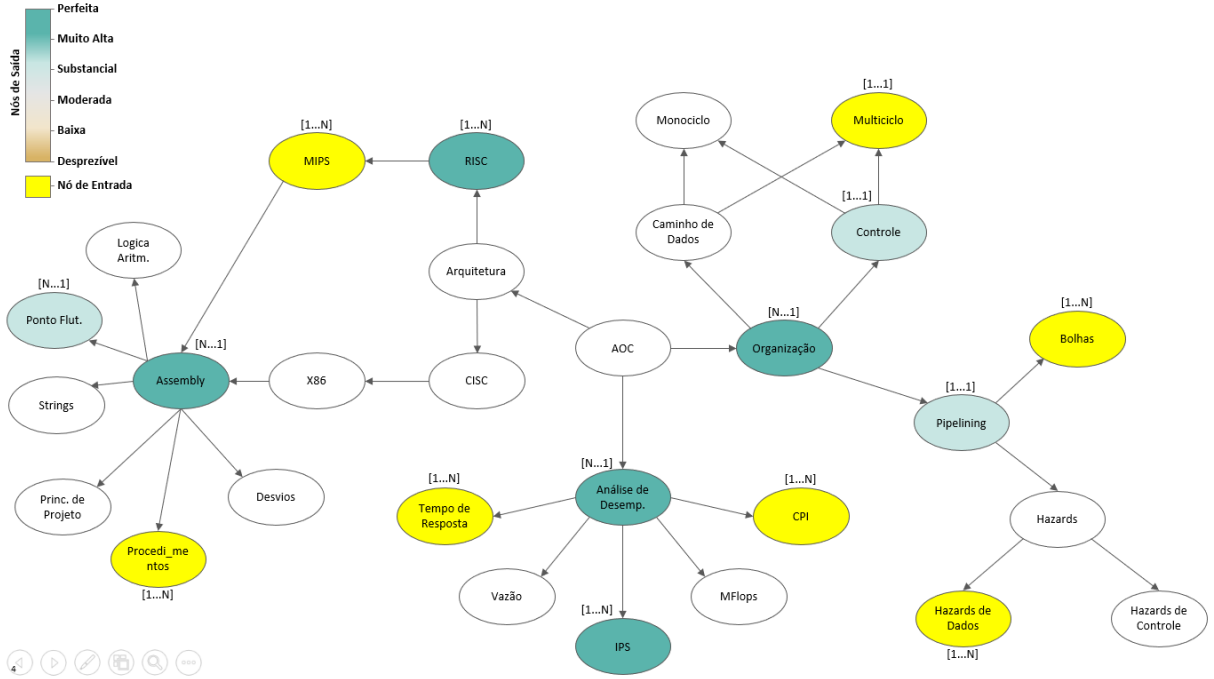 Perfeita
Muito Alta
Substancial
Moderada
Baixa
Desprezível
Nós de Saída
Nó de Entrada
[1...N]
MIPS
[1...N]
RISC
Monociclo
[1...1]
Multiciclo
Logica
Aritm.
Caminho de
Dados
[1...1]
Controle
Arquitetura
[N...1]
Ponto Flut.
[N...1]
Assembly
X86
CISC
AOC
[N...1]
Organização
[1...N]
Bolhas
Strings
[1...1]
Pipelining
Princ. de
Projeto
Desvios
[1...N]
Tempo de
Resposta
[N...1]
Análise de
Desemp.
[1...N]
CPI
Hazards
Procedi_me
ntos
[1...N]
Vazão
[1...N]
IPS
MFlops
Hazards de
Dados
[1...N]
Hazards de
Controle
4